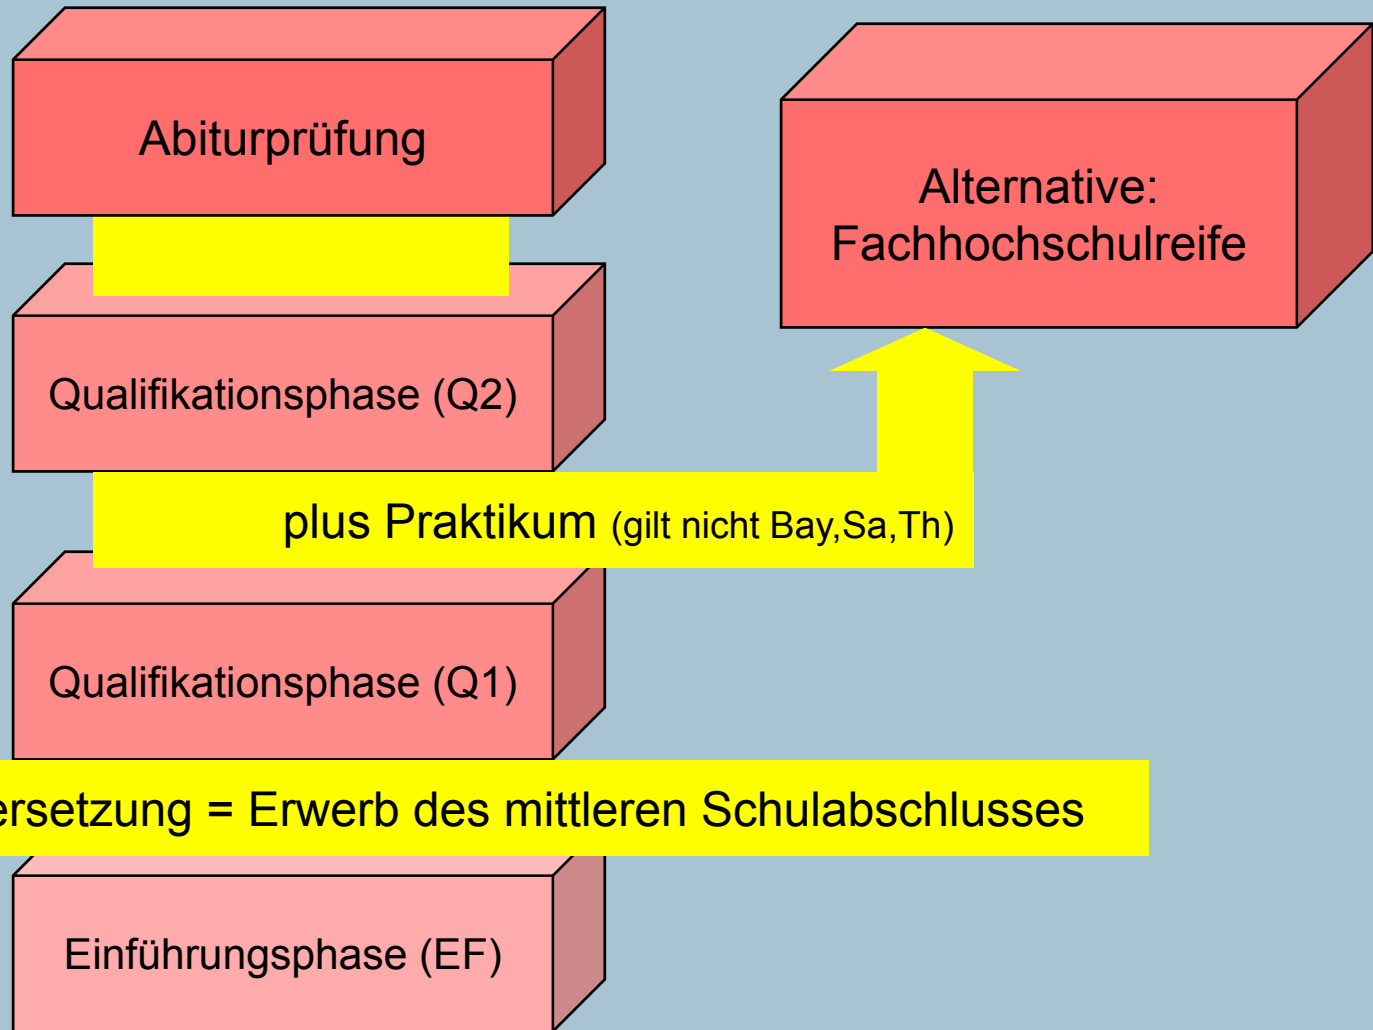 Abiturprüfung
Alternative:
Fachhochschulreife
Qualifikationsphase (Q2)
plus Praktikum (gilt nicht Bay,Sa,Th)
Qualifikationsphase (Q1)
ersetzung = Erwerb des mittleren Schulabschlusses
Einführungsphase (EF)